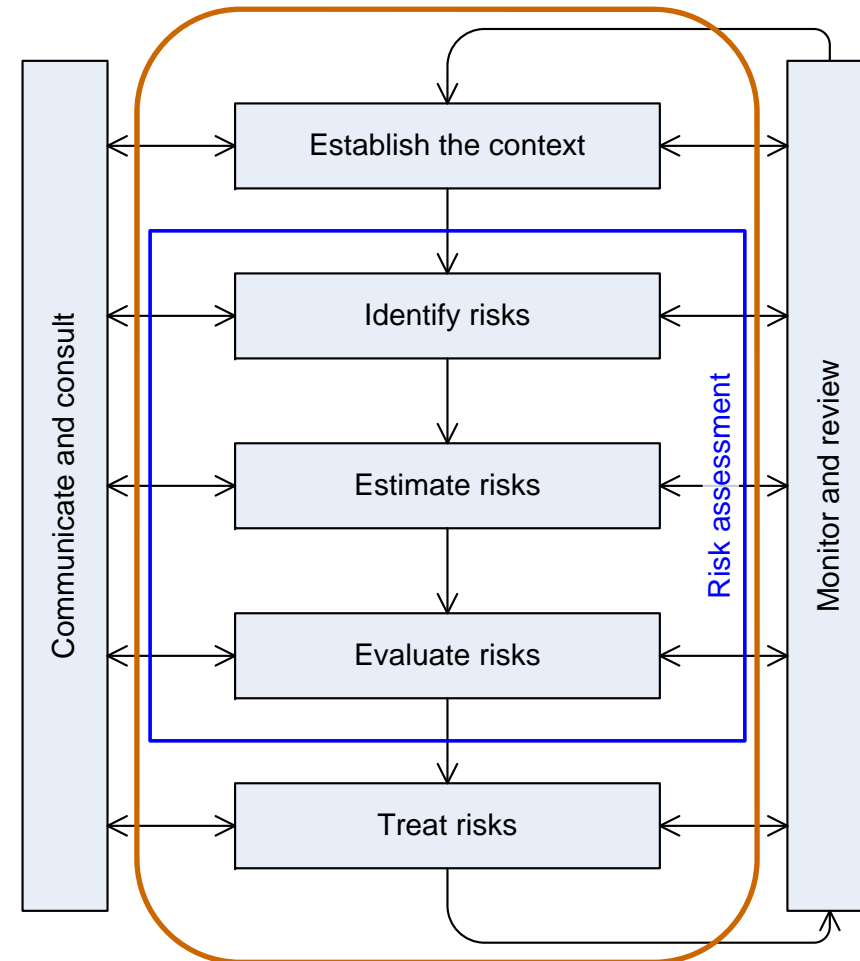 Communicate and consult
Establish the context
Identify risks
Estimate risks
Evaluate risks
Treat risks
Risk assessment
Monitor and review